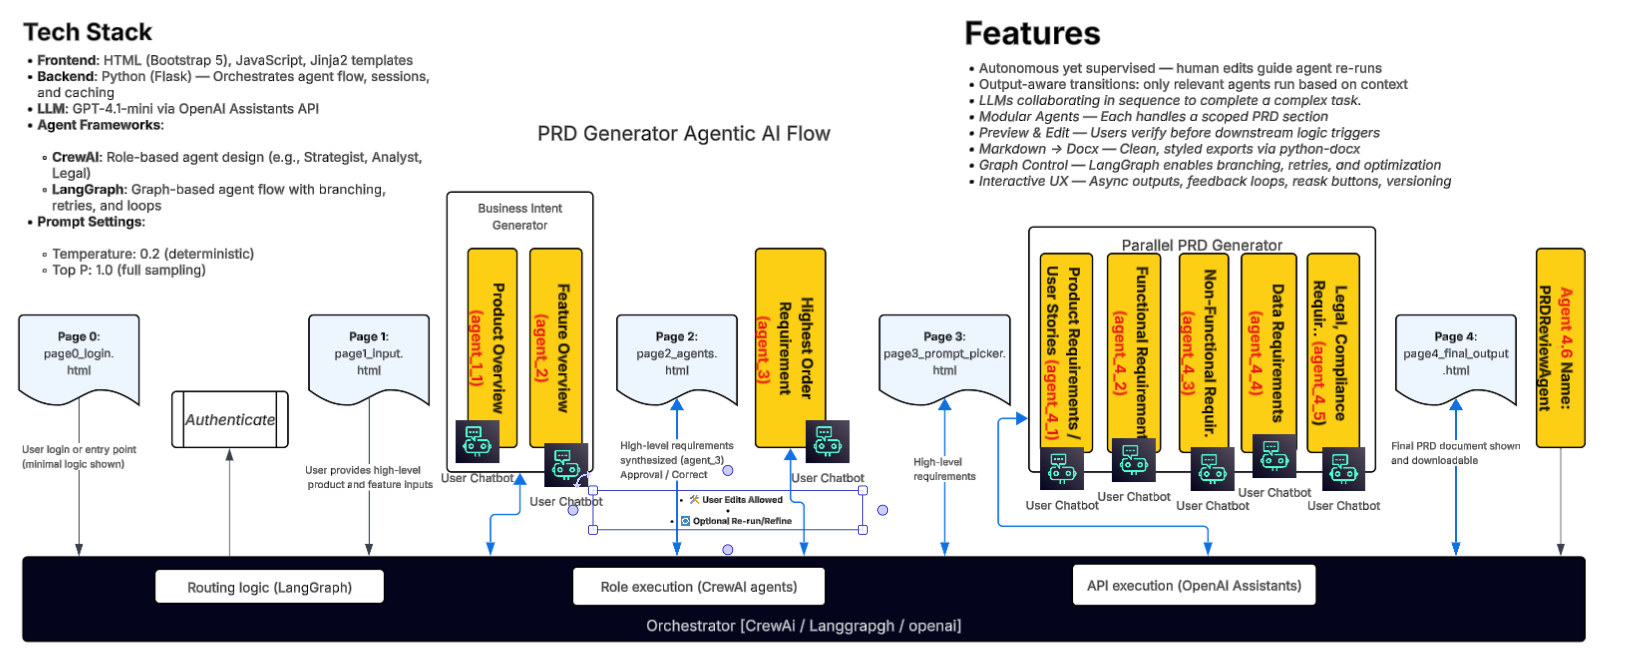 Tech Stack
• Frontend: HTML (Bootstrap 5), JavaScript, Jinja2 templates
• Backend: Python (Flask) — Orchestrates agent flow, sessions,
and caching
• LLM: GPT-4.1-mini via OpenAI Assistants API
• Agent Frameworks:
◦ CrewAI: Role-based agent design (e.g., Strategist, Analyst,
Legal)
◦ LangGraph: Graph-based agent flow with branching,
retries, and loops
• Prompt Settings:
◦ Temperature: 0.2 (deterministic)
◦ Top P: 1.0 (full sampling)
Features
• Autonomous yet supervised — human edits guide agent re-runs
• Output-aware transitions: only relevant agents run based on context
• LLMs collaborating in sequence to complete a complex task.
• Modular Agents — Each handles a scoped PRD section
• Preview & Edit — Users verify before downstream logic triggers
• Markdown → Docx — Clean, styled exports via python-docx
• Graph Control — LangGraph enables branching, retries, and optimization
• Interactive UX — Async outputs, feedback loops, reask buttons, versioning
PRD Generator Agentic AI Flow
Page 0:
page0_login.
html
User login or entry point
(minimal logic shown)
Authenticate
Page 1:
page1_input.
html
User provides high-level
product and feature inputs
Business Intent
Generator
Product Overview
(agent_1_1)
Feature Overview
(agent_2)
User Chatbot
User Chatbot
Page 2:
page2_agents.
html
High-level requirements
synthesized (agent_3)
Approval / Correct
• 🛠 User Edits Allowed
•
• 🔄 Optional Re-run/Refine
Highest Order
Requirement
(agent_3)
User Chatbot
Page 3:
page3_prompt_picker.
html
High-level
requirements
Parallel PRD Generator
Product Requirements /
User Stories (agent_4_1)
Functional Requirement
(agent_4_2)
Non-Functional Requir.
(agent_4_3)
Data Requirements
(agent_4_4)
Legal, Compliance
Requir.. (agent_4_5)
User Chatbot
User Chatbot
User Chatbot
User Chatbot
User Chatbot
Page 4:
page4_final_output
.html
Final PRD document shown
and downloadable
Agent 4.6 Name:
PRDReviewAgent
Routing logic (LangGraph)
Role execution (CrewAI agents)
API execution (OpenAI Assistants)
Orchestrator [CrewAi / Langgrapgh / openai]